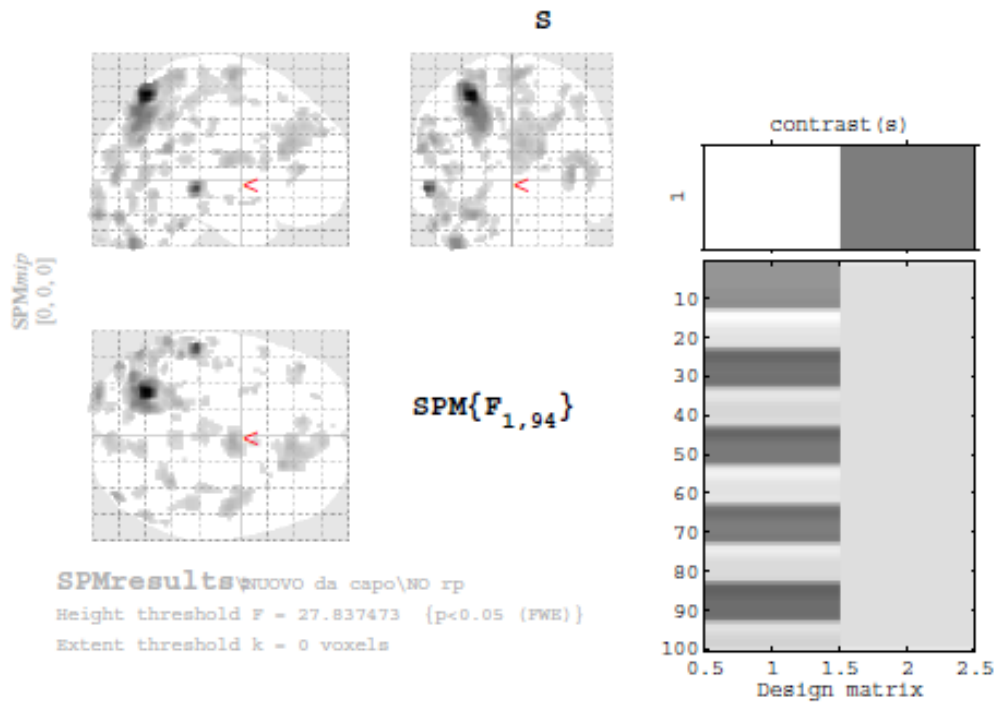 S
contrast(s)
1
SPMmip
[0, 0, 0]
<
<
<
SPM{F1,94}
10
20
30
40
50
60
70
80
90
100
0.5 1 1.5 2 2.5
Design matrix
SPMresults: \NUOVO da capo\NO rp
Height threshold F = 27.837473 {p<0.05 (FWE)}
Extent threshold k = 0 voxels